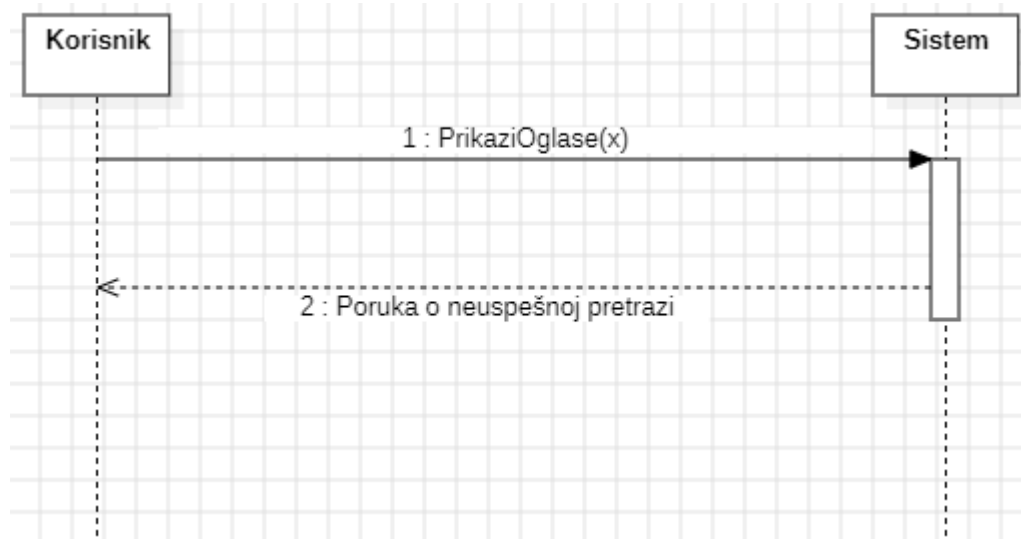 Korisnik
Sistem
1 : PrikaziOglase(x)
2 : Poruka o neuspešnoj pretrazi